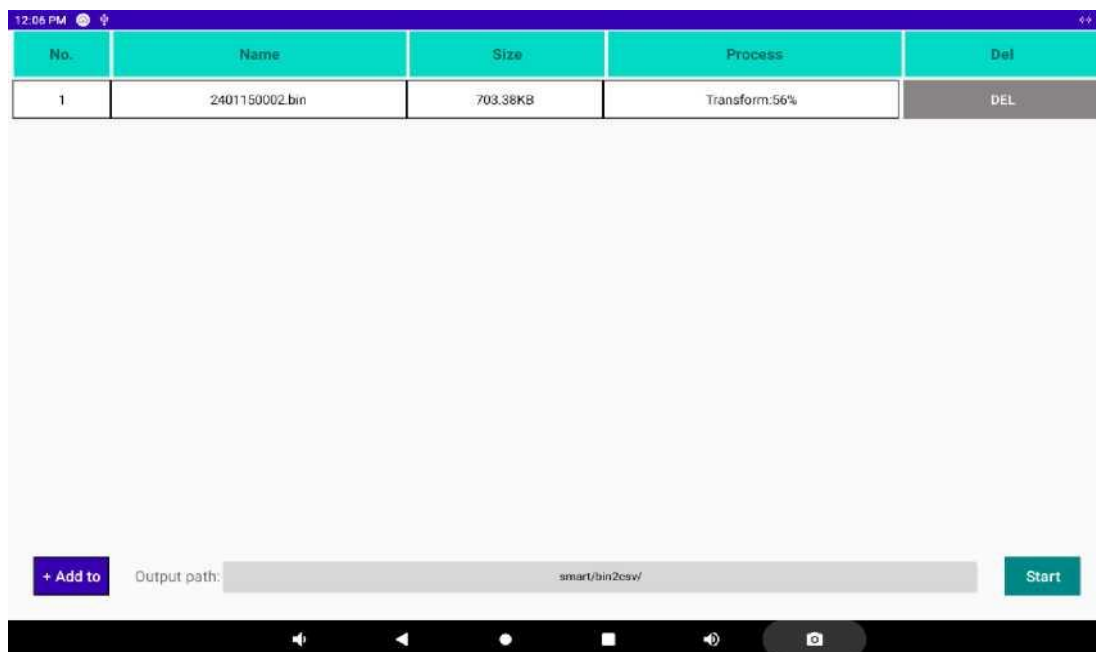 12:06 PM
No. Name Size Process Del
1 2401150002.bin 703.38KB Transform:56% DEL
+ Add to Output path: smart/bin2csv/ Start